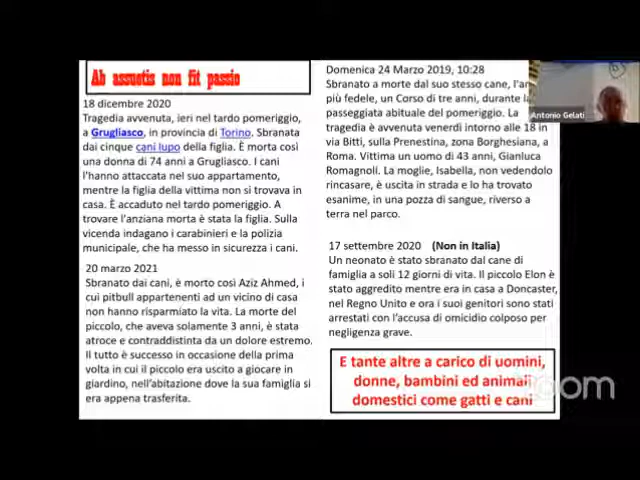 Ab assuetis non fit passio
18 dicembre 2020
Tragedia avvenuta, ieri nel tardo pomeriggio,
a Grugliasco, in provincia di Torino. Sbranata
dai cinque cani lupo della figlia. È morta così
una donna di 74 anni a Grugliasco. I cani
l'hanno attaccata nel suo appartamento,
mentre la figlia della vittima non si trovava in
casa. È accaduto nel tardo pomeriggio. A
trovare l'anziana morta è stata la figlia. Sulla
vicenda indagano i carabinieri e la polizia
municipale, che ha messo in sicurezza i cani.
20 marzo 2021
Sbranato dai cani, è morto così Aziz Ahmed, i
cui pitbull appartenenti ad un vicino di casa
non hanno risparmiato la vita. La morte del
piccolo, che aveva solamente 3 anni, è stata
atroce e contraddistinta da un dolore estremo.
Il tutto è successo in occasione della prima
volta in cui il piccolo era uscito a giocare in
giardino, nell'abitazione dove la sua famiglia si
era appena trasferita.
Domenica 24 Marzo 2019, 10:28
Sbranato a morte dal suo stesso cane,
più fedele, un Corso di tre anni, durante
passeggiata abituale del pomeriggio. La
tragedia è avvenuta venerdì intorno alle 18 in
via Bitti, sulla Prenestina, zona Borghesiana, a
Roma. Vittima un uomo di 43 anni, Gianluca
Romagnoli. La moglie, Isabella, non vedendolo
rincasare, è uscita in strada e lo ha trovato
esanime, in una pozza di sangue, riverso a
terra nel parco.
17 settembre 2020 (Non in Italia)
Un neonato è stato sbranato dal cane di
famiglia a soli 12 giorni di vita. Il piccolo Elon è
stato aggredito mentre era in casa a Doncaster,
nel Regno Unito e ora i suoi genitori sono stati
arrestati con l'accusa di omicidio colposo per
negligenza grave.
E tante altre a carico di uomini,
donne, bambini ed animali
domestici come gatti e cani
Antonio Gelati
zoom